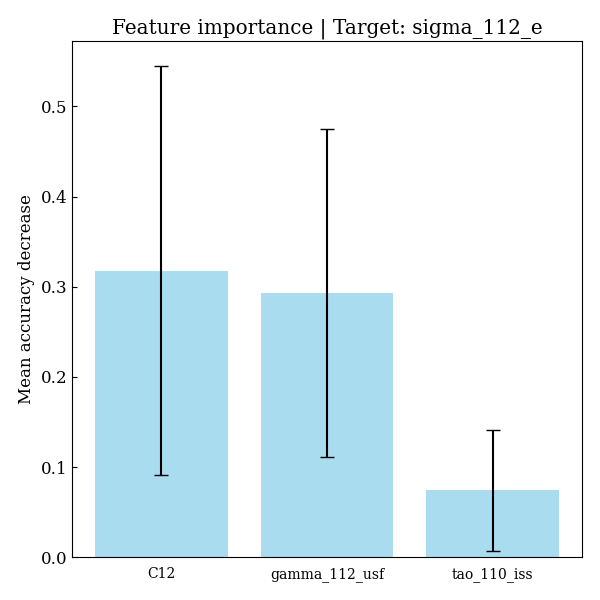 Feature importance | Target: sigma_112_e
Mean accuracy decrease
0.5
0.4
0.3
0.2
0.1
0.0
C12 gamma_112_usf tao_110_iss